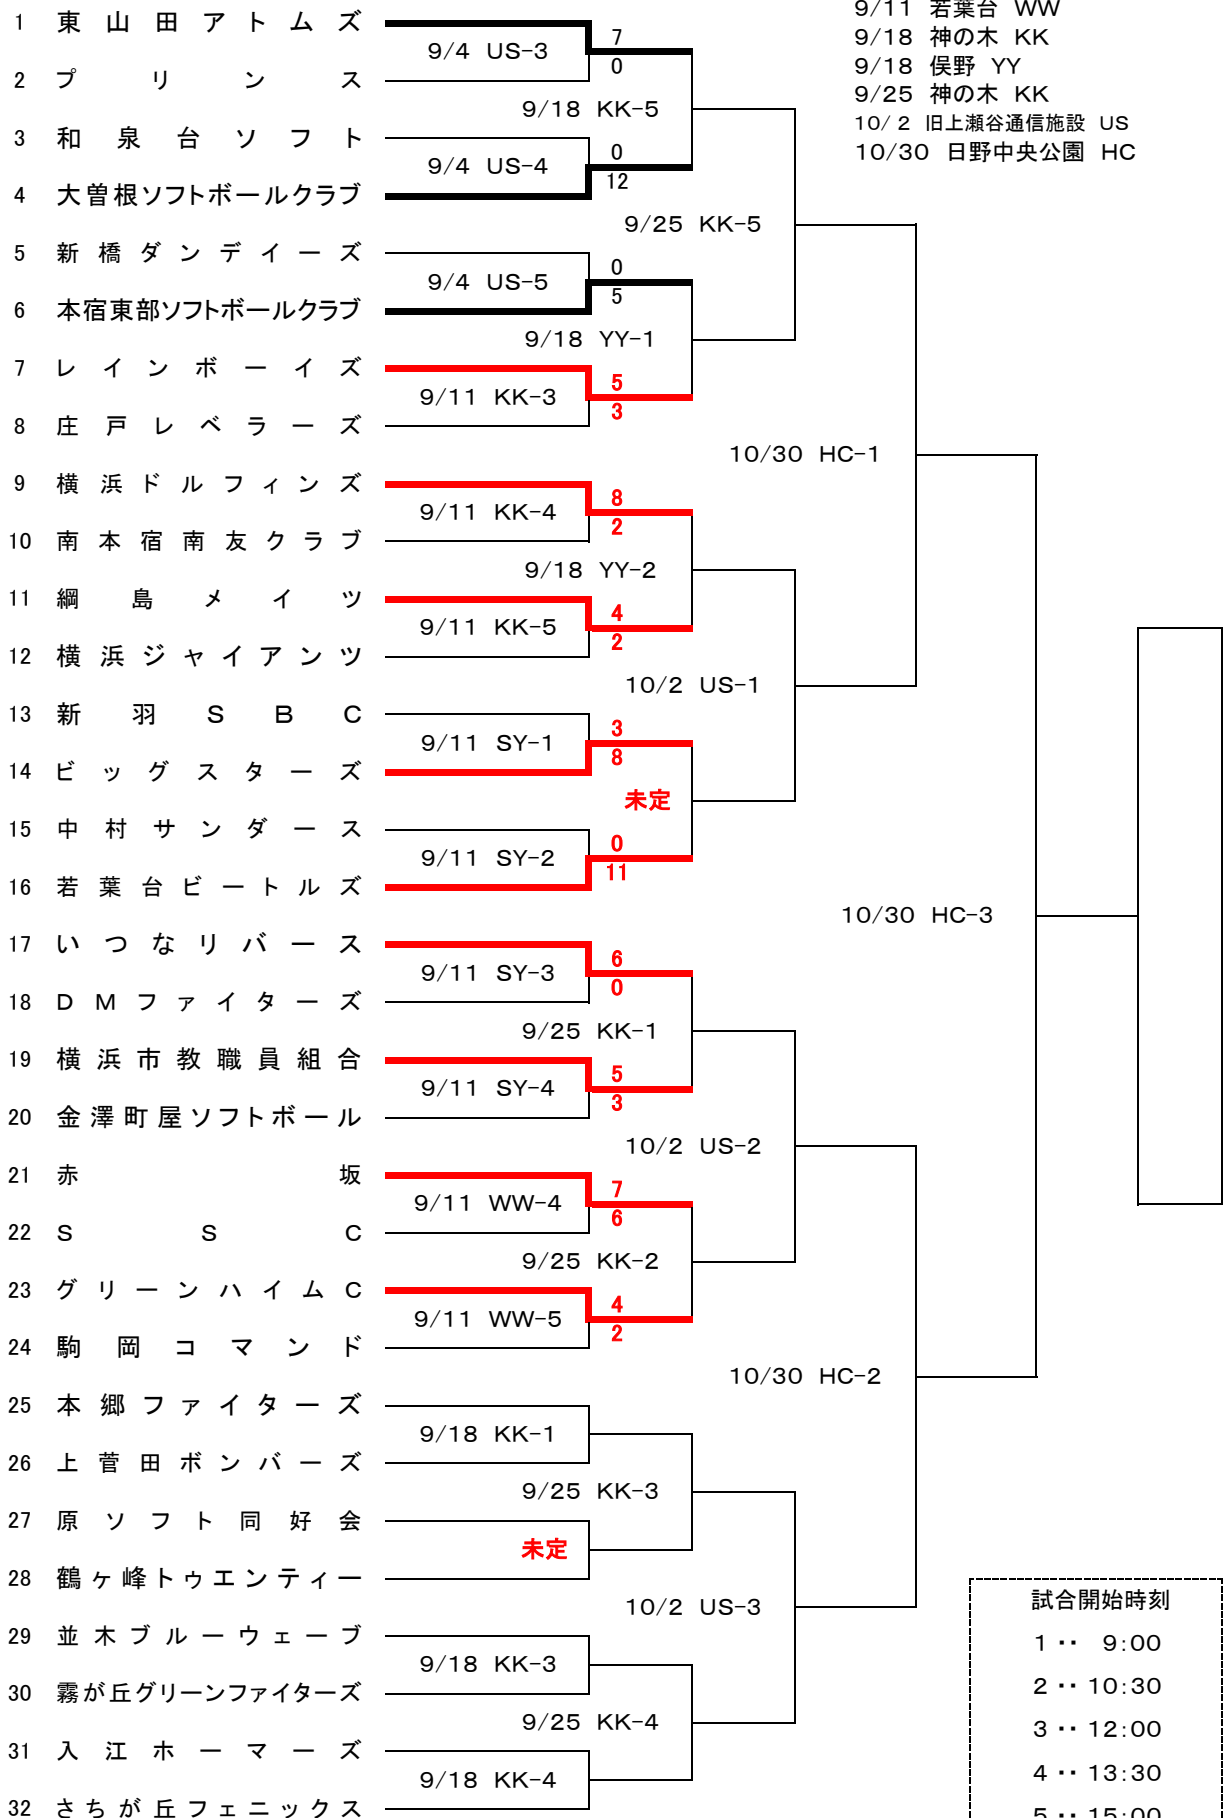 9/11 若葉台 WW
9/18 神の木 KK
9/18 俣野 YY
9/25 神の木 KK
10/ 2 旧上瀬谷通信施設 US
10/30 日野中央公園 HC
1 東山田アトムズ
9/4 US-3
7
0
2 プリンス
9/18 KK-5
3 和泉台ソフト
9/4 US-4
0
12
4 大曽根ソフトボールクラブ
9/25 KK-5
5 新橋ダンデイーズ
9/4 US-5
0
5
6 本宿東部ソフトボールクラブ
9/18 YY-1
7 レインボーイズ
9/11 KK-3
5
3
8 庄戸レベラーズ
10/30 HC-1
9 横浜ドルフィンズ
9/11 KK-4
8
2
10 南本宿南友クラブ
9/18 YY-2
11 綱島メイツ
9/11 KK-5
4
2
12 横浜ジャイアンツ
10/2 US-1
13 新羽SBC
9/11 SY-1
3
8
14 ビッグスターズ
未定
15 中村サンダース
9/11 SY-2
0
11
16 若葉台ビートルズ
10/30 HC-3
17 いつなリバース
9/11 SY-3
6
0
18 DMファイターズ
9/25 KK-1
19 横浜市教職員組合
9/11 SY-4
5
3
20 金澤町屋ソフトボール
10/2 US-2
21 赤坂
9/11 WW-4
7
6
22 SSC
9/25 KK-2
23 グリーンハイムC
9/11 WW-5
4
2
24 駒岡コマンド
10/30 HC-2
25 本郷ファイターズ
9/18 KK-1
26 上菅田ボンバーズ
9/25 KK-3
27 原ソフト同好会
未定
28 鶴ヶ峰トゥエンティー
10/2 US-3
29 並木ブルーウェーブ
9/18 KK-3
30 霧が丘グリーンファイターズ
9/25 KK-4
31 入江ホーマーズ
9/18 KK-4
32 さちが丘フェニックス
試合開始時刻
1 ‥ 9:00
2 ‥ 10:30
3 ‥ 12:00
4 ‥ 13:30
5 ‥ 15:00